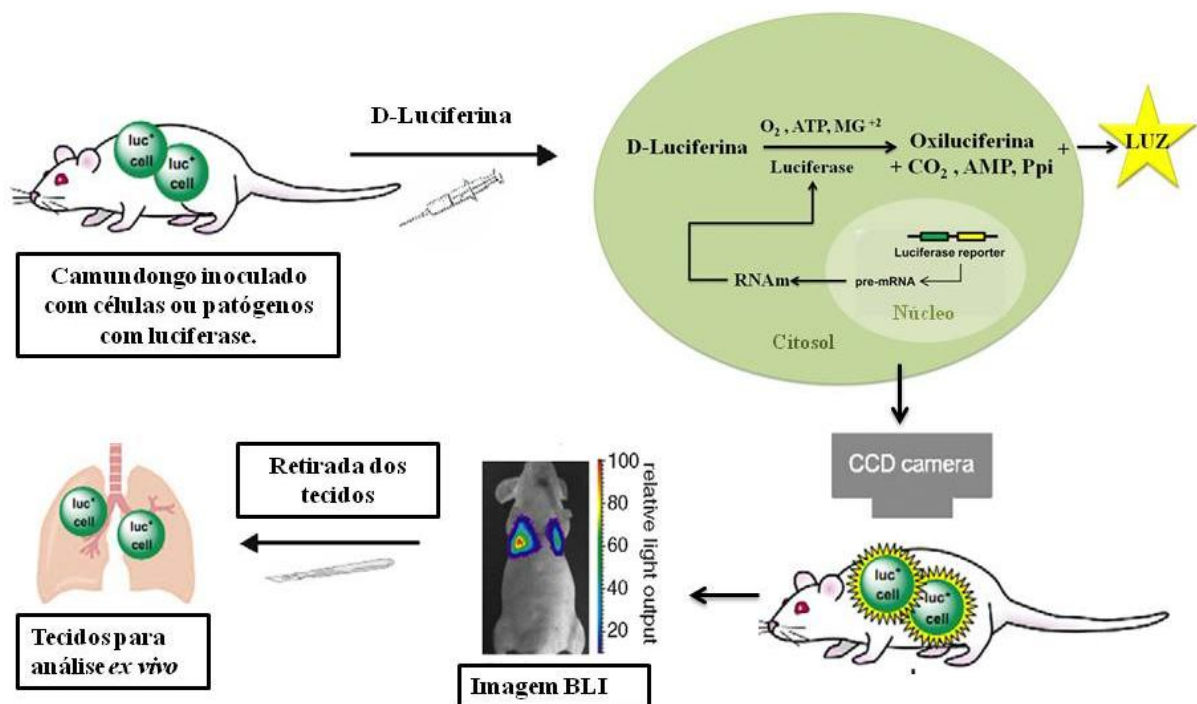 luc⁺
cell
luc⁺
cell
D-Luciferina
Camundongo inoculado
com células ou patógenos
com luciferase.
D-Luciferina
O₂ , ATP, MG ⁺²
Luciferase
Oxiluciferina
+ CO₂ , AMP, Ppi
+
LUZ
Luciferase reporter
pre-mRNA
RNAm
Núcleo
Citosol
CCD camera
luc⁺
cell
luc⁺
cell
100
80
60
40
20
relative light output
Imagem BLI
Retirada dos
tecidos
luc⁺
cell
luc⁺
cell
Tecidos para
análise ex vivo